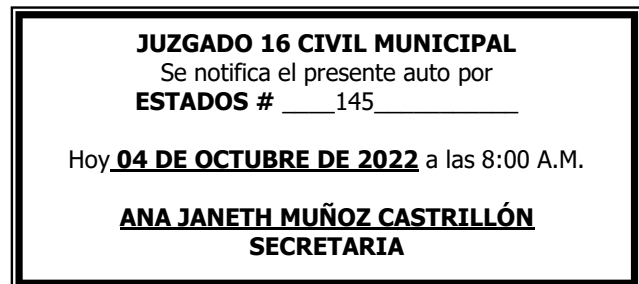 JUZGADO 16 CIVIL MUNICIPAL
Se notifica el presente auto por
ESTADOS # ____145___________
Hoy 04 DE OCTUBRE DE 2022 a las 8:00 A.M.
ANA JANETH MUÑOZ CASTRILLÓN
SECRETARIA